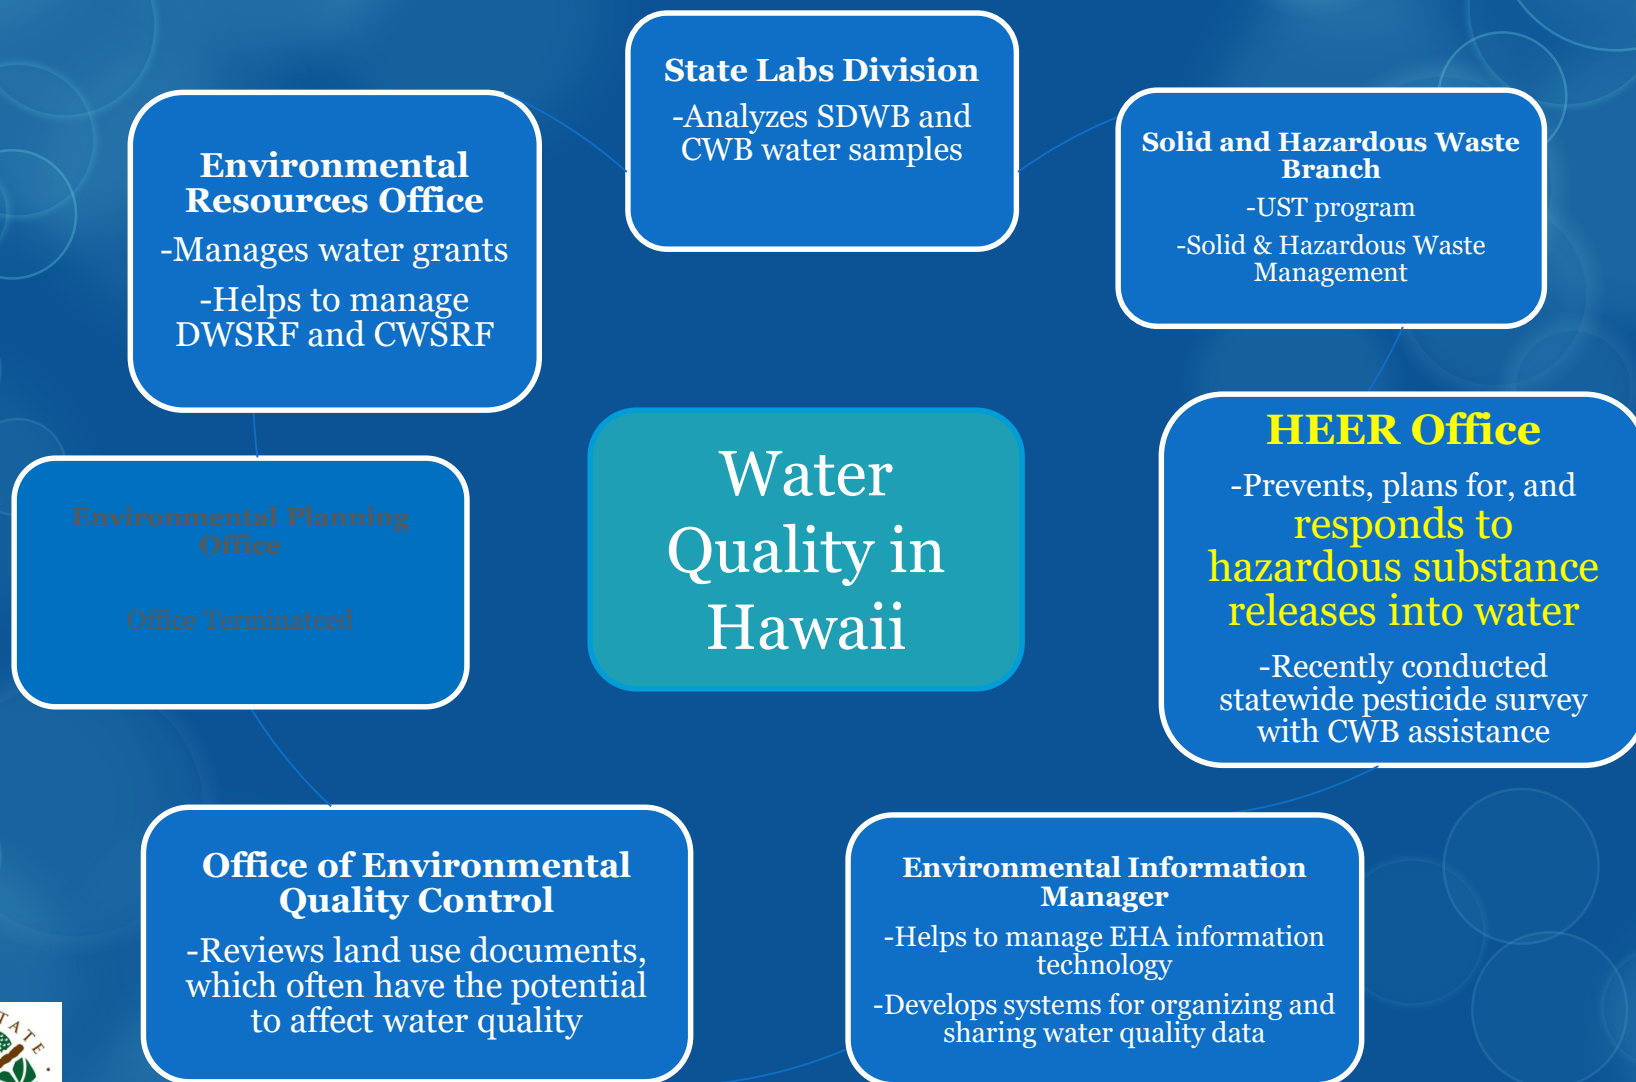 State Labs Division
-Analyzes SDWB and
CWB water samples
Solid and Hazardous Waste
Branch
-UST program
-Solid & Hazardous Waste
Management
HEER Office
-Prevents, plans for, and
responds to
hazardous substance
releases into water
-Recently conducted
statewide pesticide survey
with CWB assistance
Environmental Information
Manager
-Helps to manage EHA information
technology
-Develops systems for organizing and
sharing water quality data
Office of Environmental
Quality Control
-Reviews land use documents,
which often have the potential
to affect water quality
Environmental Planning
Office
Office Terminateed
Environmental
Resources Office
-Manages water grants
-Helps to manage
DWSRF and CWSRF
Water
Quality in
Hawaii